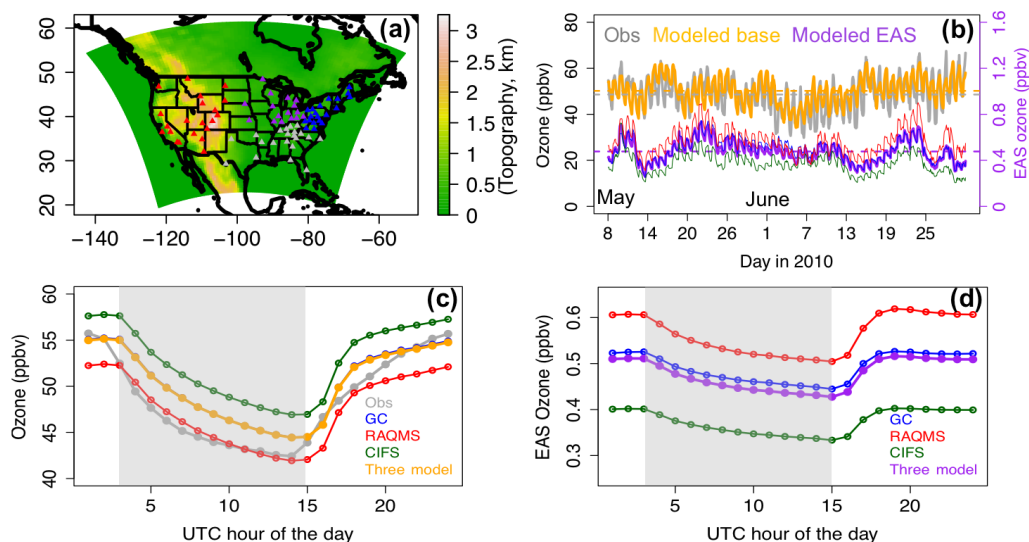 (a)
60
50
40
30
20
−140 −120 −100 −80 −60
3
2.5
2
1.5
1
0.5
0
(Topography, km)
(b)
Obs Modeled base Modeled EAS
80
60
40
20
0
Ozone (ppbv)
1.6
1.2
0.8
0.4
0
EAS ozone (ppbv)
May June
8 14 20 26 1 7 13 19 25
Day in 2010
(c)
60
55
50
45
40
Ozone (ppbv)
Obs
GC
RAQMS
CIFS
Three model
5 10 15 20
UTC hour of the day
(d)
0.6
0.5
0.4
0.3
EAS Ozone (ppbv)
GC
RAQMS
CIFS
Three model
5 10 15 20
UTC hour of the day